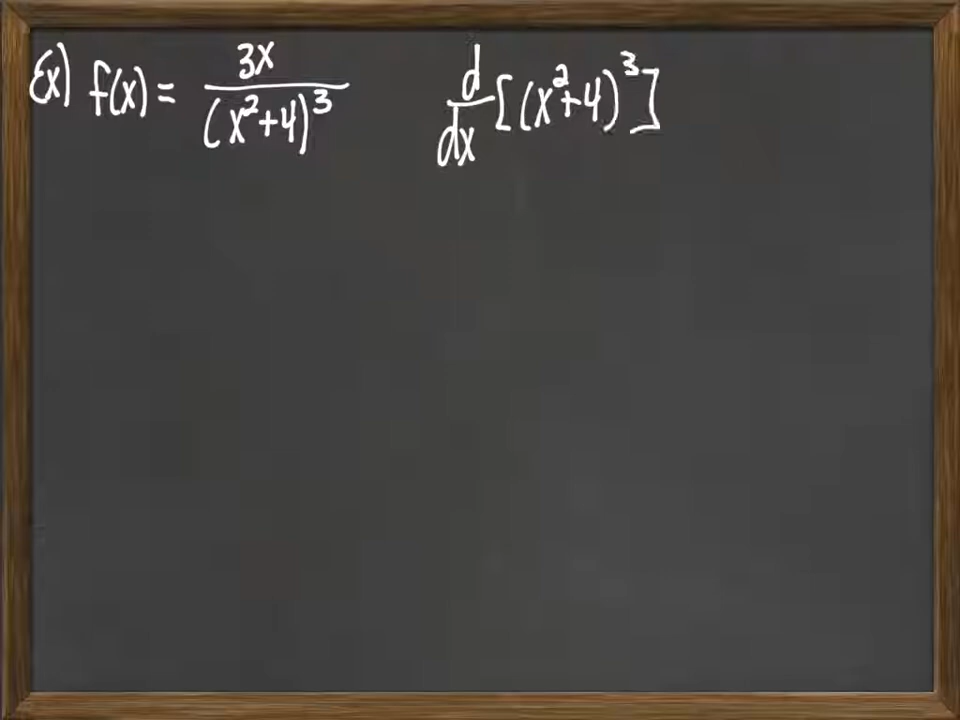 Ex) f(x) = 3x / (x²+4)³
d/dx [(x²+4)³]